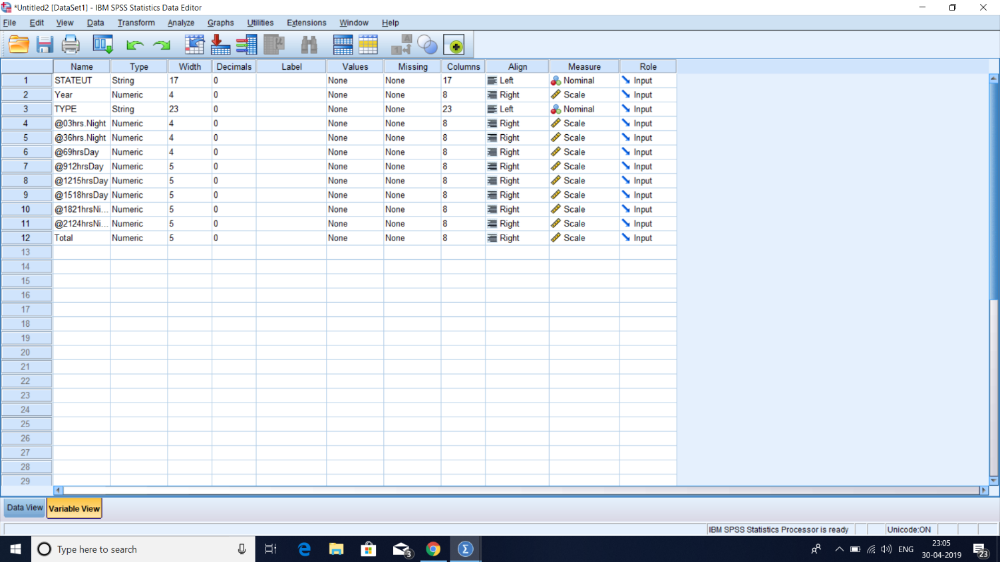 *Untitled2 [DataSet1] - IBM SPSS Statistics Data Editor
File Edit View Data Transform Analyze Graphs Utilities Extensions Window Help
Name Type Width Decimals Label Values Missing Columns Align Measure Role
1 STATEUT String 17 0 None None 17 Left Nominal Input
2 Year Numeric 4 0 None None 8 Right Scale Input
3 TYPE String 23 0 None None 23 Left Nominal Input
4 @03hrs.Night Numeric 4 0 None None 8 Right Scale Input
5 @36hrs.Night Numeric 4 0 None None 8 Right Scale Input
6 @69hrsDay Numeric 4 0 None None 8 Right Scale Input
7 @912hrsDay Numeric 5 0 None None 8 Right Scale Input
8 @1215hrsDay Numeric 5 0 None None 8 Right Scale Input
9 @1518hrsDay Numeric 5 0 None None 8 Right Scale Input
10 @1821hrsNi... Numeric 5 0 None None 8 Right Scale Input
11 @2124hrsNi... Numeric 5 0 None None 8 Right Scale Input
12 Total Numeric 5 0 None None 8 Right Scale Input
13
14
15
16
17
18
19
20
21
22
23
24
25
26
27
28
29
Data View Variable View
IBM SPSS Statistics Processor is ready Unicode:ON
Type here to search 3 ENG 23:05
30-04-2019 23